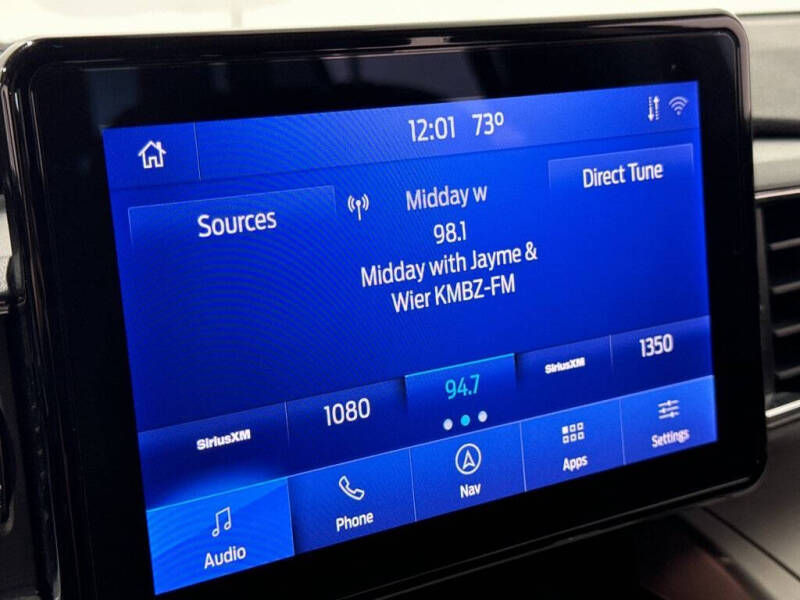 12:01 73°
Sources
Midday w
Direct Tune
98.1
Midday with Jayme &
Wier KMBZ-FM
SiriusXM
1080
94.7
SiriusXM
1350
Audio
Phone
Nav
Apps
Settings